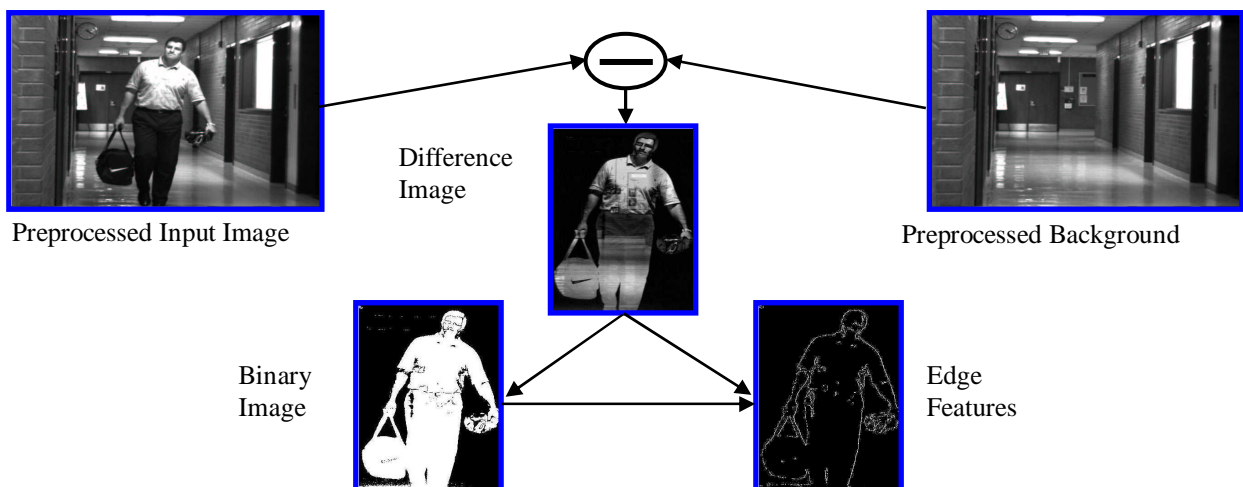 Difference
Image
Preprocessed Input Image
Preprocessed Background
Binary
Image
Edge
Features